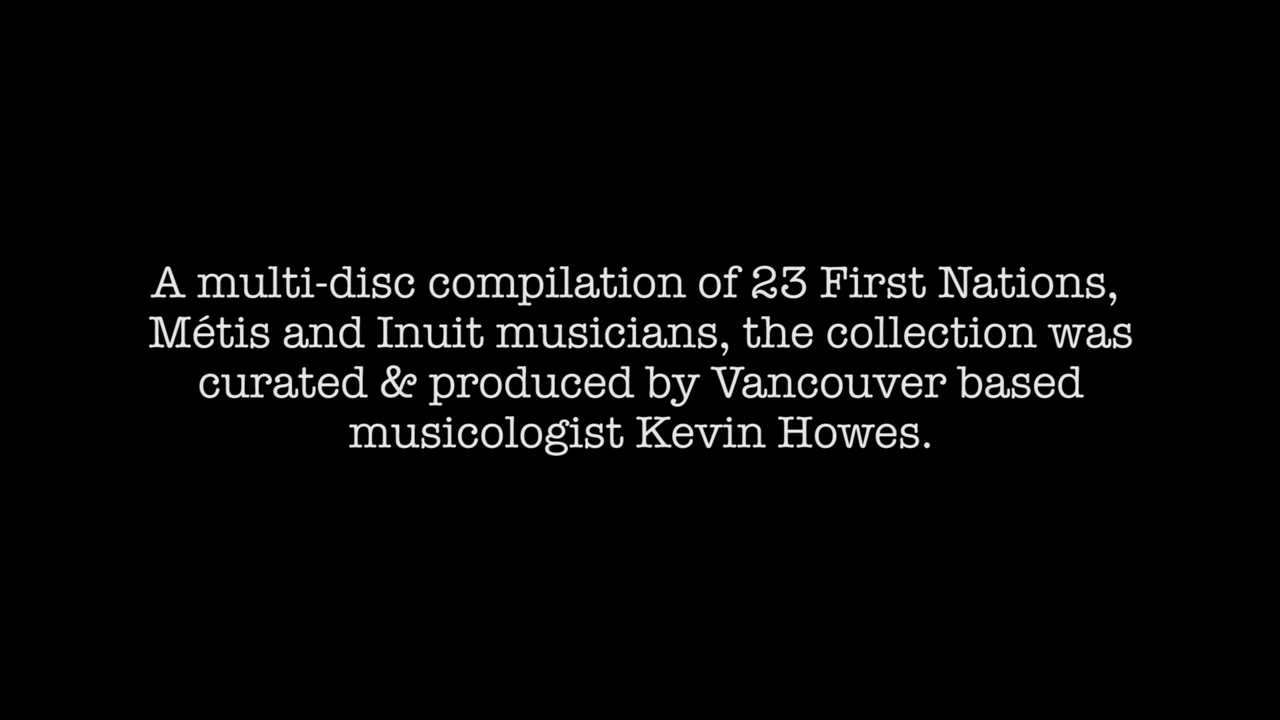 A multi-disc compilation of 23 First Nations,
Métis and Inuit musicians, the collection was
curated & produced by Vancouver based
musicologist Kevin Howes.